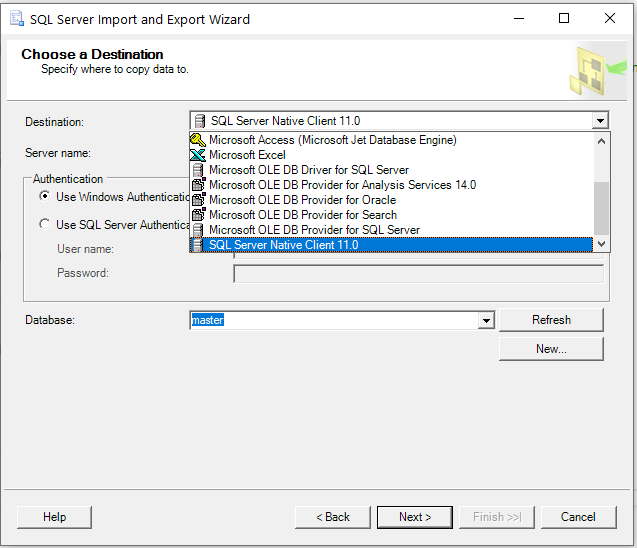 SQL Server Import and Export Wizard
Choose a Destination
Specify where to copy data to.
Destination:
SQL Server Native Client 11.0
Microsoft Access (Microsoft Jet Database Engine)
Server name:
Microsoft Excel
Microsoft OLE DB Driver for SQL Server
Authentication
Microsoft OLE DB Provider for Analysis Services 14.0
Use Windows Authenticatio
Microsoft OLE DB Provider for Oracle
Microsoft OLE DB Provider for Search
Use SQL Server Authentica
Microsoft OLE DB Provider for SQL Server
User name:
SQL Server Native Client 11.0
Password:
Database:
master
Refresh
New...
Help
< Back
Next >
Finish >>|
Cancel